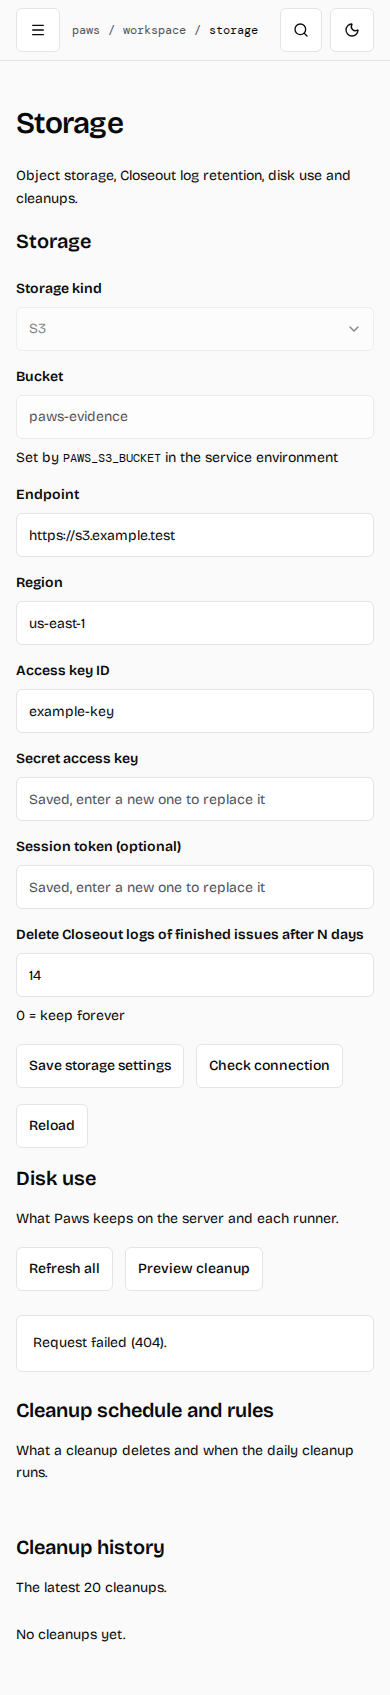 paws / workspace / storage
Storage
Object storage, Closeout log retention, disk use and
cleanups.
Storage
Storage kind
S3
Bucket
paws-evidence
Set by PAWS_S3_BUCKET in the service environment
Endpoint
https://s3.example.test
Region
us-east-1
Access key ID
example-key
Secret access key
Saved, enter a new one to replace it
Session token (optional)
Saved, enter a new one to replace it
Delete Closeout logs of finished issues after N days
14
0 = keep forever
Save storage settings
Check connection
Reload
Disk use
What Paws keeps on the server and each runner.
Refresh all
Preview cleanup
Request failed (404).
Cleanup schedule and rules
What a cleanup deletes and when the daily cleanup
runs.
Cleanup history
The latest 20 cleanups.
No cleanups yet.